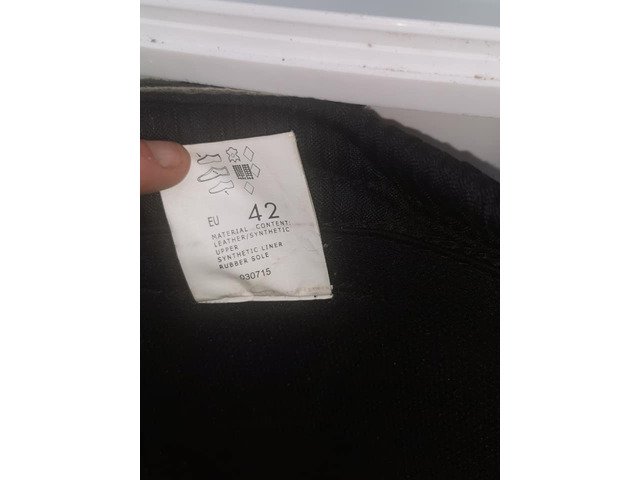 EU 42
MATERIAL CONTENT:
LEATHER/SYNTHETIC
UPPER
SYNTHETIC LINER
RUBBER SOLE
930715